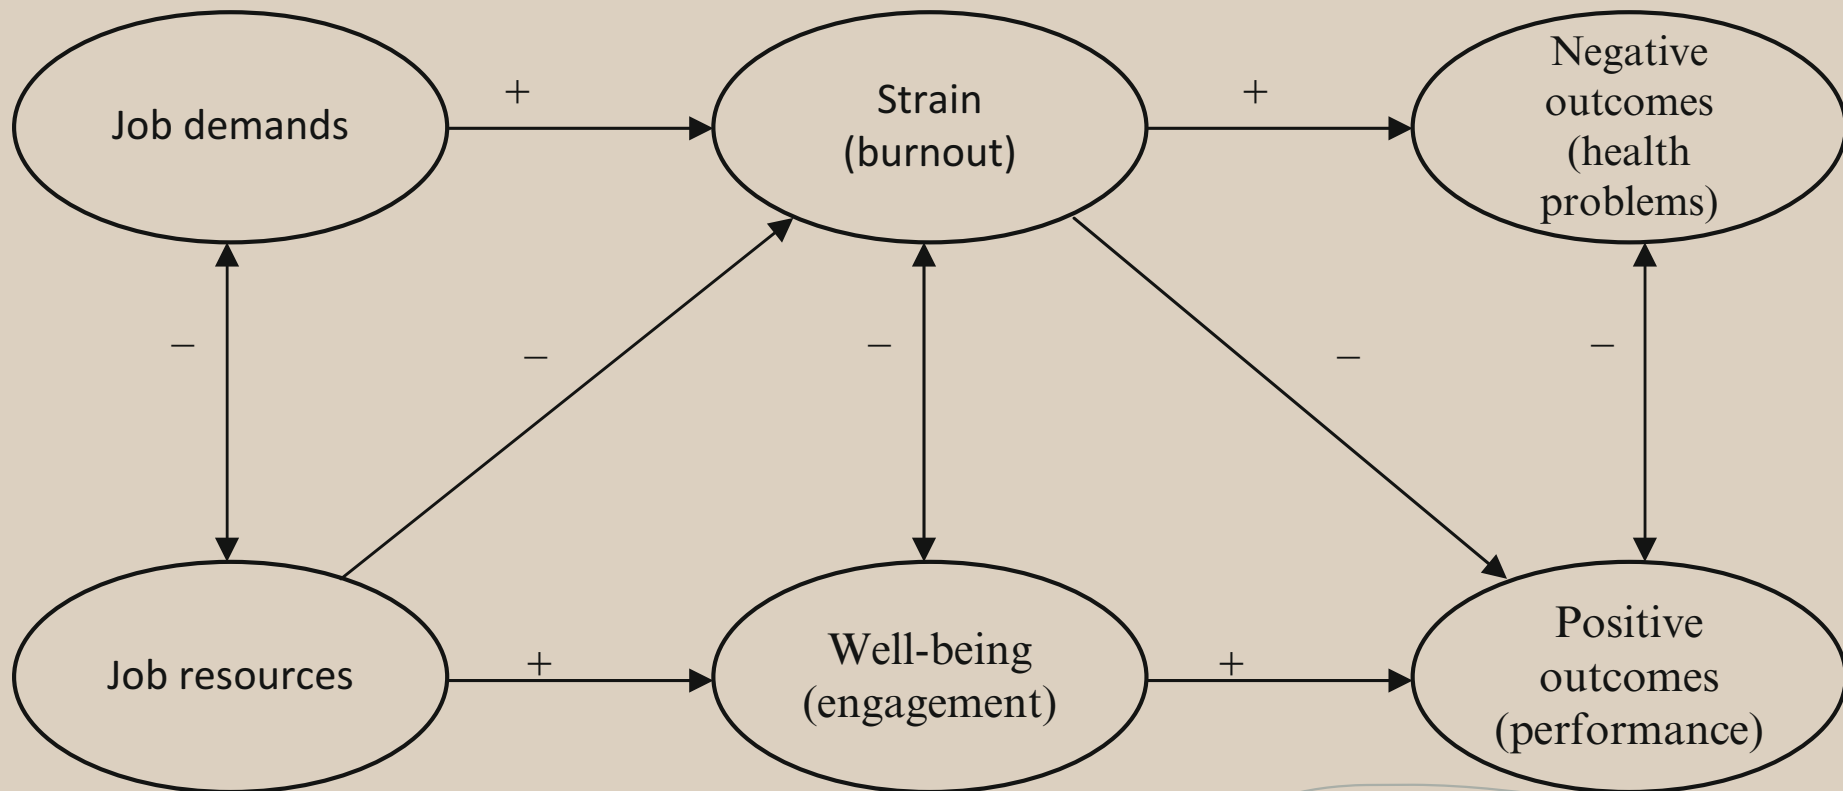 Job demands
+
Strain
(burnout)
+
Negative
outcomes
(health
problems)
–
–
–
–
–
Job resources
+
Well-being
(engagement)
+
Positive
outcomes
(performance)